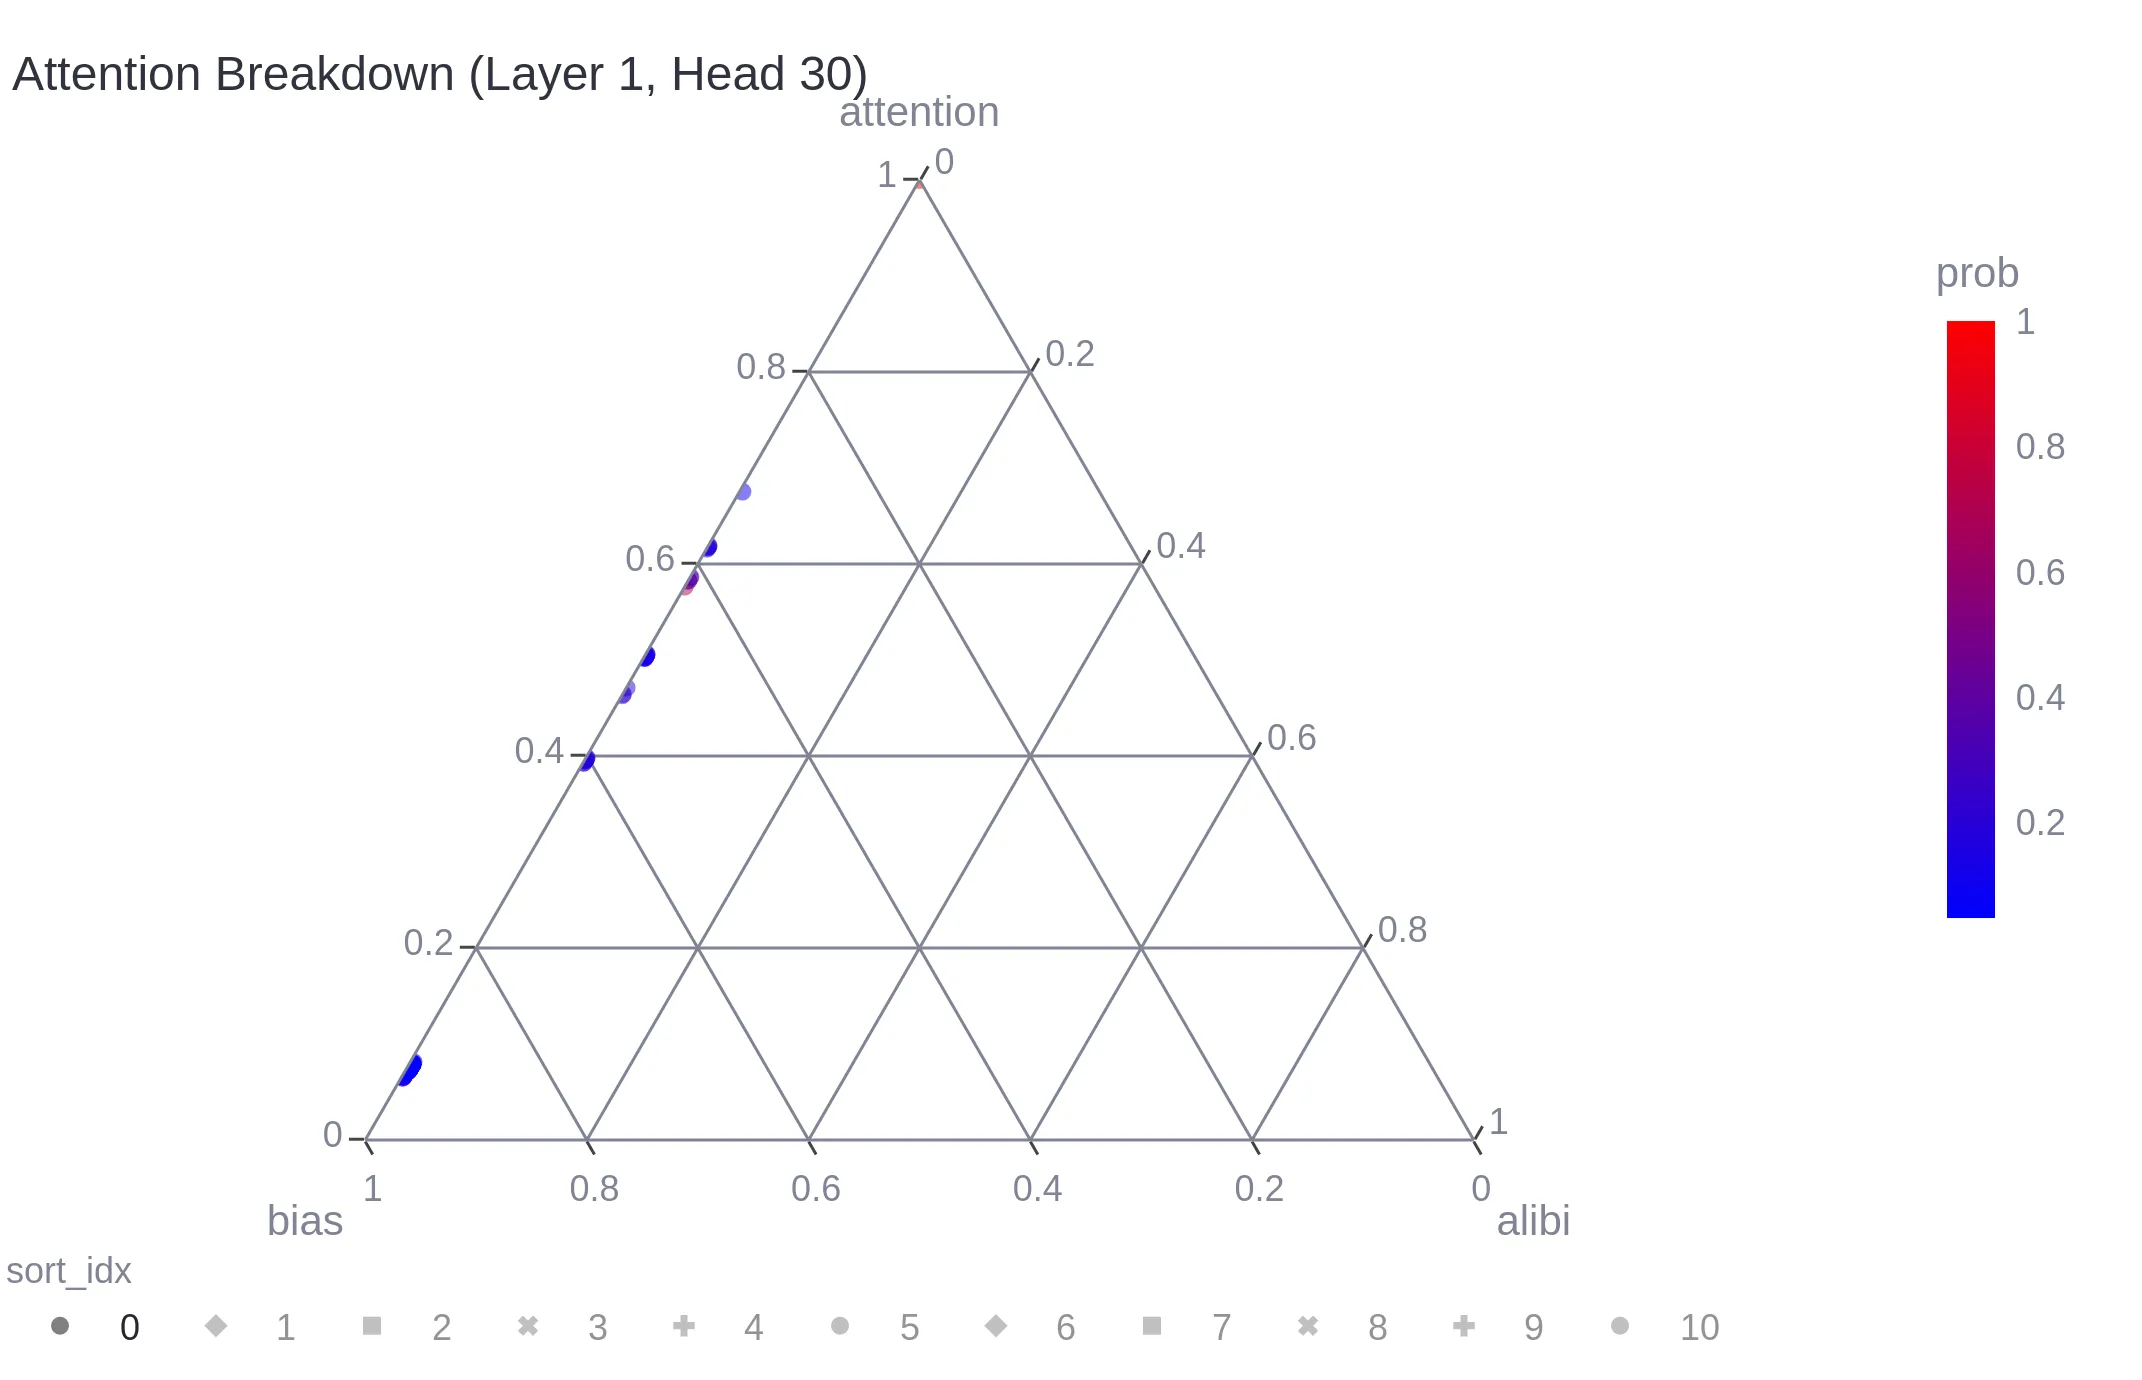 Attention Breakdown (Layer 1, Head 30)
attention
1 0
0.8 0.2
0.6 0.4
0.4 0.6
0.2 0.8
0 1
1 0.8 0.6 0.4 0.2 0
bias alibi
prob
1
0.8
0.6
0.4
0.2
sort_idx
0 1 2 3 4 5 6 7 8 9 10